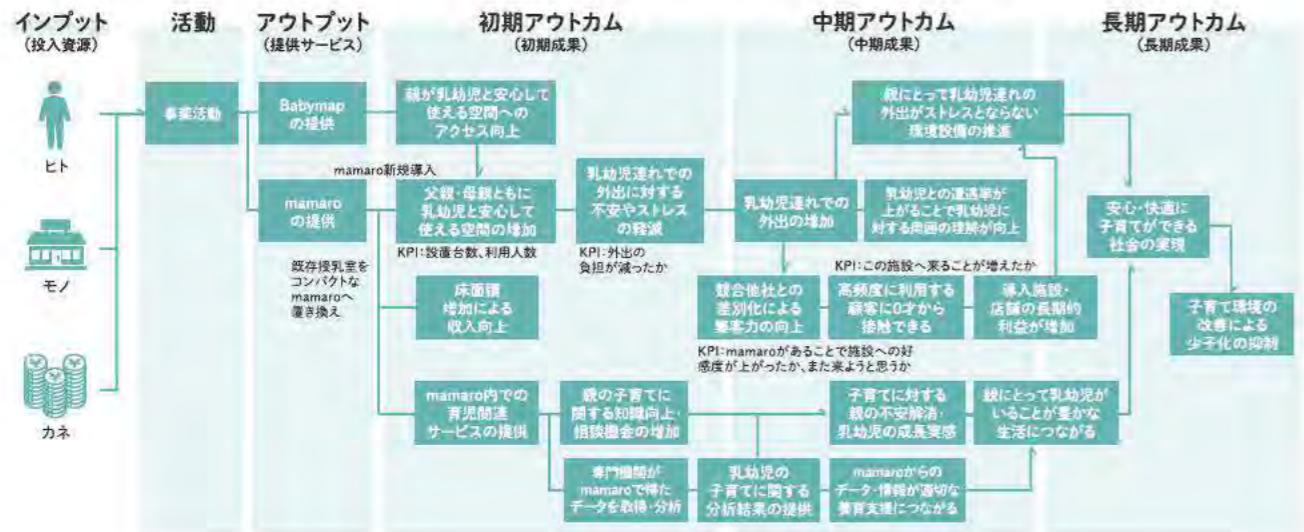 インプット
(投入資源)
活動
アウトプット
(提供サービス)
初期アウトカム
(初期成果)
中期アウトカム
(中期成果)
長期アウトカム
(長期成果)
ヒト
モノ
カネ
事業活動
Babymap
の提供
mamaro
の提供
親が乳幼児と安心して
使える空間への
アクセス向上
mamaro新規導入
父親・母親ともに
乳幼児と安心して
使える空間の増加
KPI:設置台数、利用人数
乳幼児連れでの
外出に対する
不安やストレス
の軽減
KPI:外出の
負担が減ったか
既存授乳室を
コンパクトな
mamaroへ
置き換え
床面積
増加による
収入向上
mamaro内での
育児関連
サービスの提供
親の子育てに
関する知識向上・
相談機会の増加
専門機関が
mamaroで得た
データを取得・分析
乳幼児の
子育てに関する
分析結果の提供
親にとって乳幼児連れの
外出がストレスとならない
環境設備の推進
乳幼児連れでの
外出の増加
乳幼児との遭遇率が
上がることで乳幼児に
対する周囲の理解が向上
KPI:この施設へ来ることが増えたか
競合他社との
差別化による
集客力の向上
高頻度に利用する
顧客に0才から
接触できる
導入施設・
店舗の長期的
利益が増加
KPI:mamaroがあることで施設への好
感度が上がったか、また来ようと思うか
子育てに対する
親の不安解消・
乳幼児の成長実感
mamaroからの
データ・情報が適切な
養育支援につながる
親にとって乳幼児が
いることが豊かな
生活につながる
安心・快適に
子育てができる
社会の実現
子育て環境の
改善による
少子化の抑制